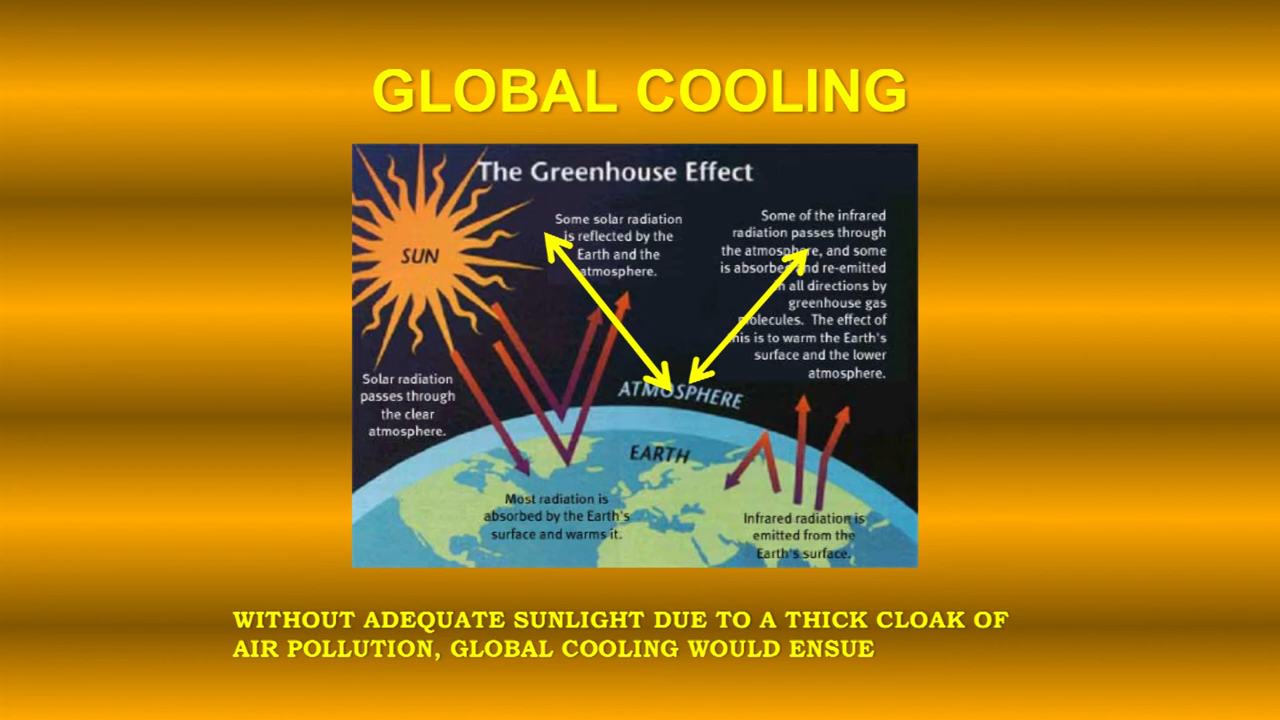 GLOBAL COOLING
The Greenhouse Effect
SUN
Some solar radiation
is reflected by the
Earth and the
atmosphere.
Some of the infrared
radiation passes through
the atmosphere, and some
is absorbed and re-emitted
in all directions by
greenhouse gas
molecules. The effect of
this is to warm the Earth's
surface and the lower
atmosphere.
Solar radiation
passes through
the clear
atmosphere.
ATMOSPHERE
EARTH
Most radiation is
absorbed by the Earth's
surface and warms it.
Infrared radiation is
emitted from the
Earth's surface.
WITHOUT ADEQUATE SUNLIGHT DUE TO A THICK CLOAK OF
AIR POLLUTION, GLOBAL COOLING WOULD ENSUE